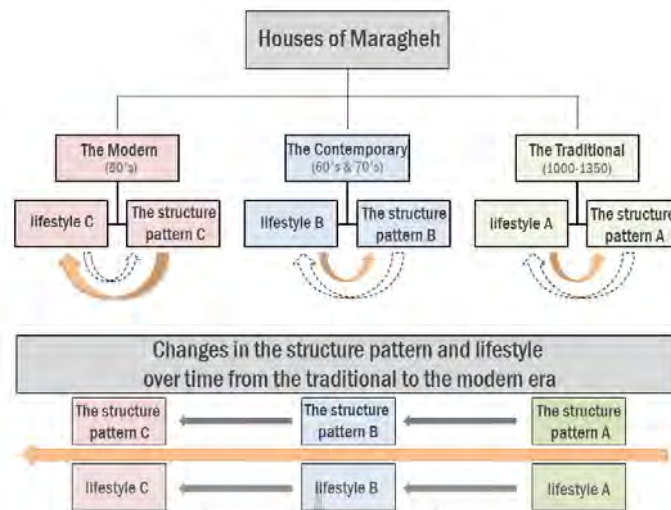 Houses of Maragheh
The Modern
(80's)
The Contemporary
(60's & 70's)
The Traditional
(1000-1350)
lifestyle C
The structure
pattern C
lifestyle B
The structure
pattern B
lifestyle A
The structure
pattern A
Changes in the structure pattern and lifestyle
over time from the traditional to the modern era
The structure
pattern C
The structure
pattern B
The structure
pattern A
lifestyle C
lifestyle B
lifestyle A